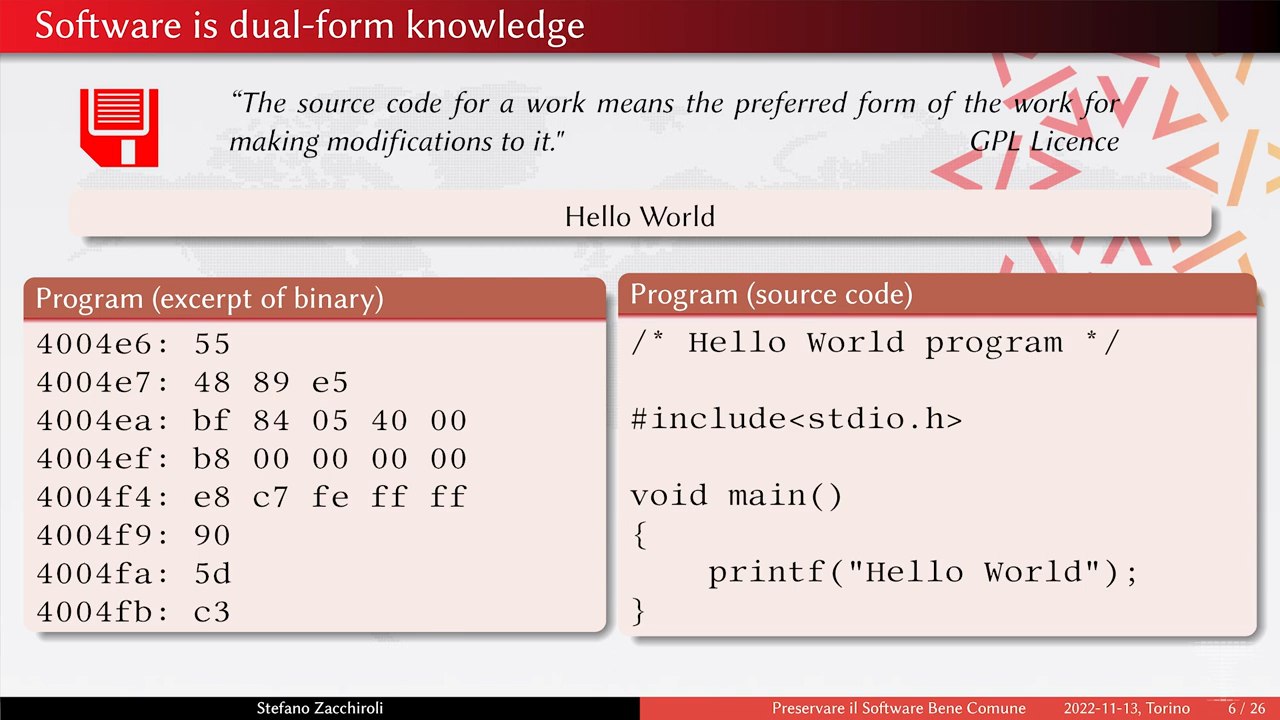 Software is dual-form knowledge
“The source code for a work means the preferred form of the work for
making modifications to it."
GPL Licence
Hello World
Program (excerpt of binary)
4004e6: 55
4004e7: 48 89 e5
4004ea: bf 84 05 40 00
4004ef: b8 00 00 00 00
4004f4: e8 c7 fe ff ff
4004f9: 90
4004fa: 5d
4004fb: c3
Program (source code)
/* Hello World program */
#include<stdio.h>
void main()
{
    printf("Hello World");
}
Stefano Zacchiroli
Preservare il Software Bene Comune
2022-11-13, Torino
6 / 26